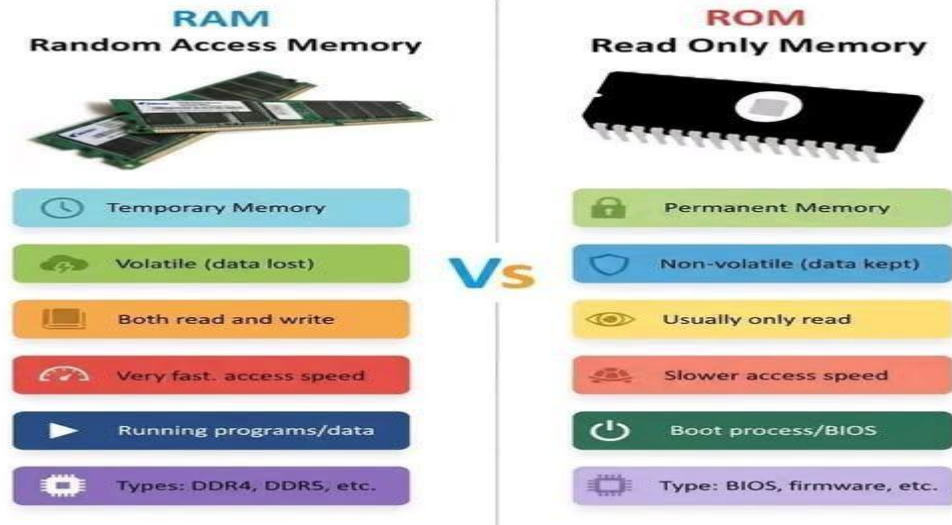 RAM
Random Access Memory
Temporary Memory
Volatile (data lost)
Both read and write
Very fast. access speed
Running programs/data
Types: DDR4, DDR5, etc.
Vs
ROM
Read Only Memory
Permanent Memory
Non-volatile (data kept)
Usually only read
Slower access speed
Boot process/BIOS
Type: BIOS, firmware, etc.